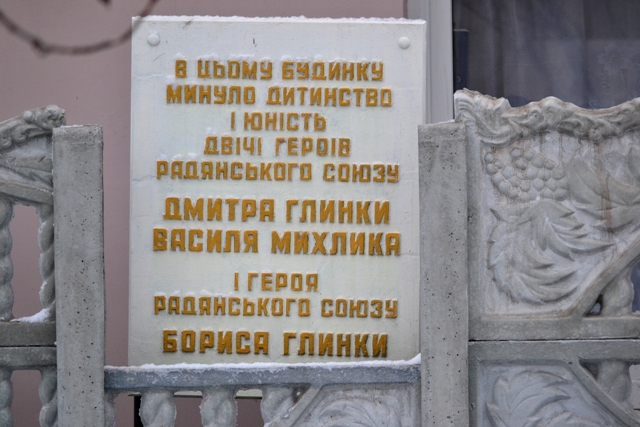 В ЦЬОМУ БУДИНКУ
МИНУЛО ДИТИНСТВО
І ЮНІСТЬ
ДВІЧІ ГЕРОЇВ
РАДЯНСЬКОГО СОЮЗУ
ДМИТРА ГЛИНКИ
ВАСИЛЯ МИХЛИКА
І ГЕРОЯ
РАДЯНСЬКОГО СОЮЗУ
БОРИСА ГЛИНКИ